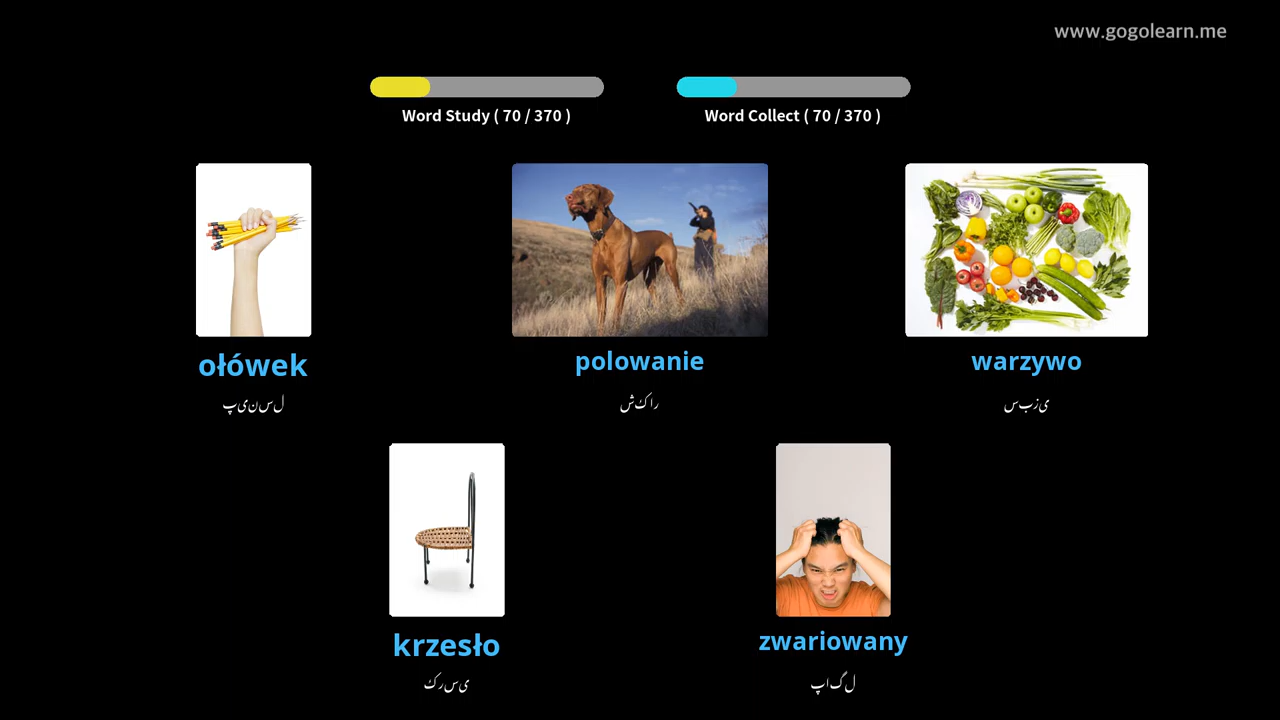 www.gogolearn.me
Word Study ( 70 / 370 )
Word Collect ( 70 / 370 )
ołówek
پینسل
polowanie
شکار
warzywo
سبزی
krzesło
کرسی
zwariowany
پاگل